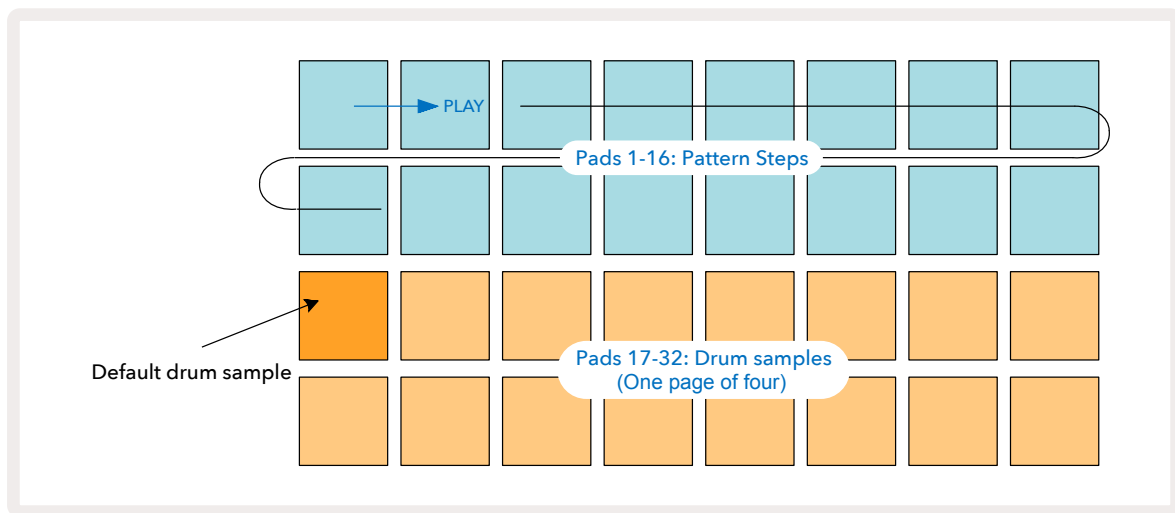 PLAY
Pads 1-16: Pattern Steps
Default drum sample
Pads 17-32: Drum samples
(One page of four)